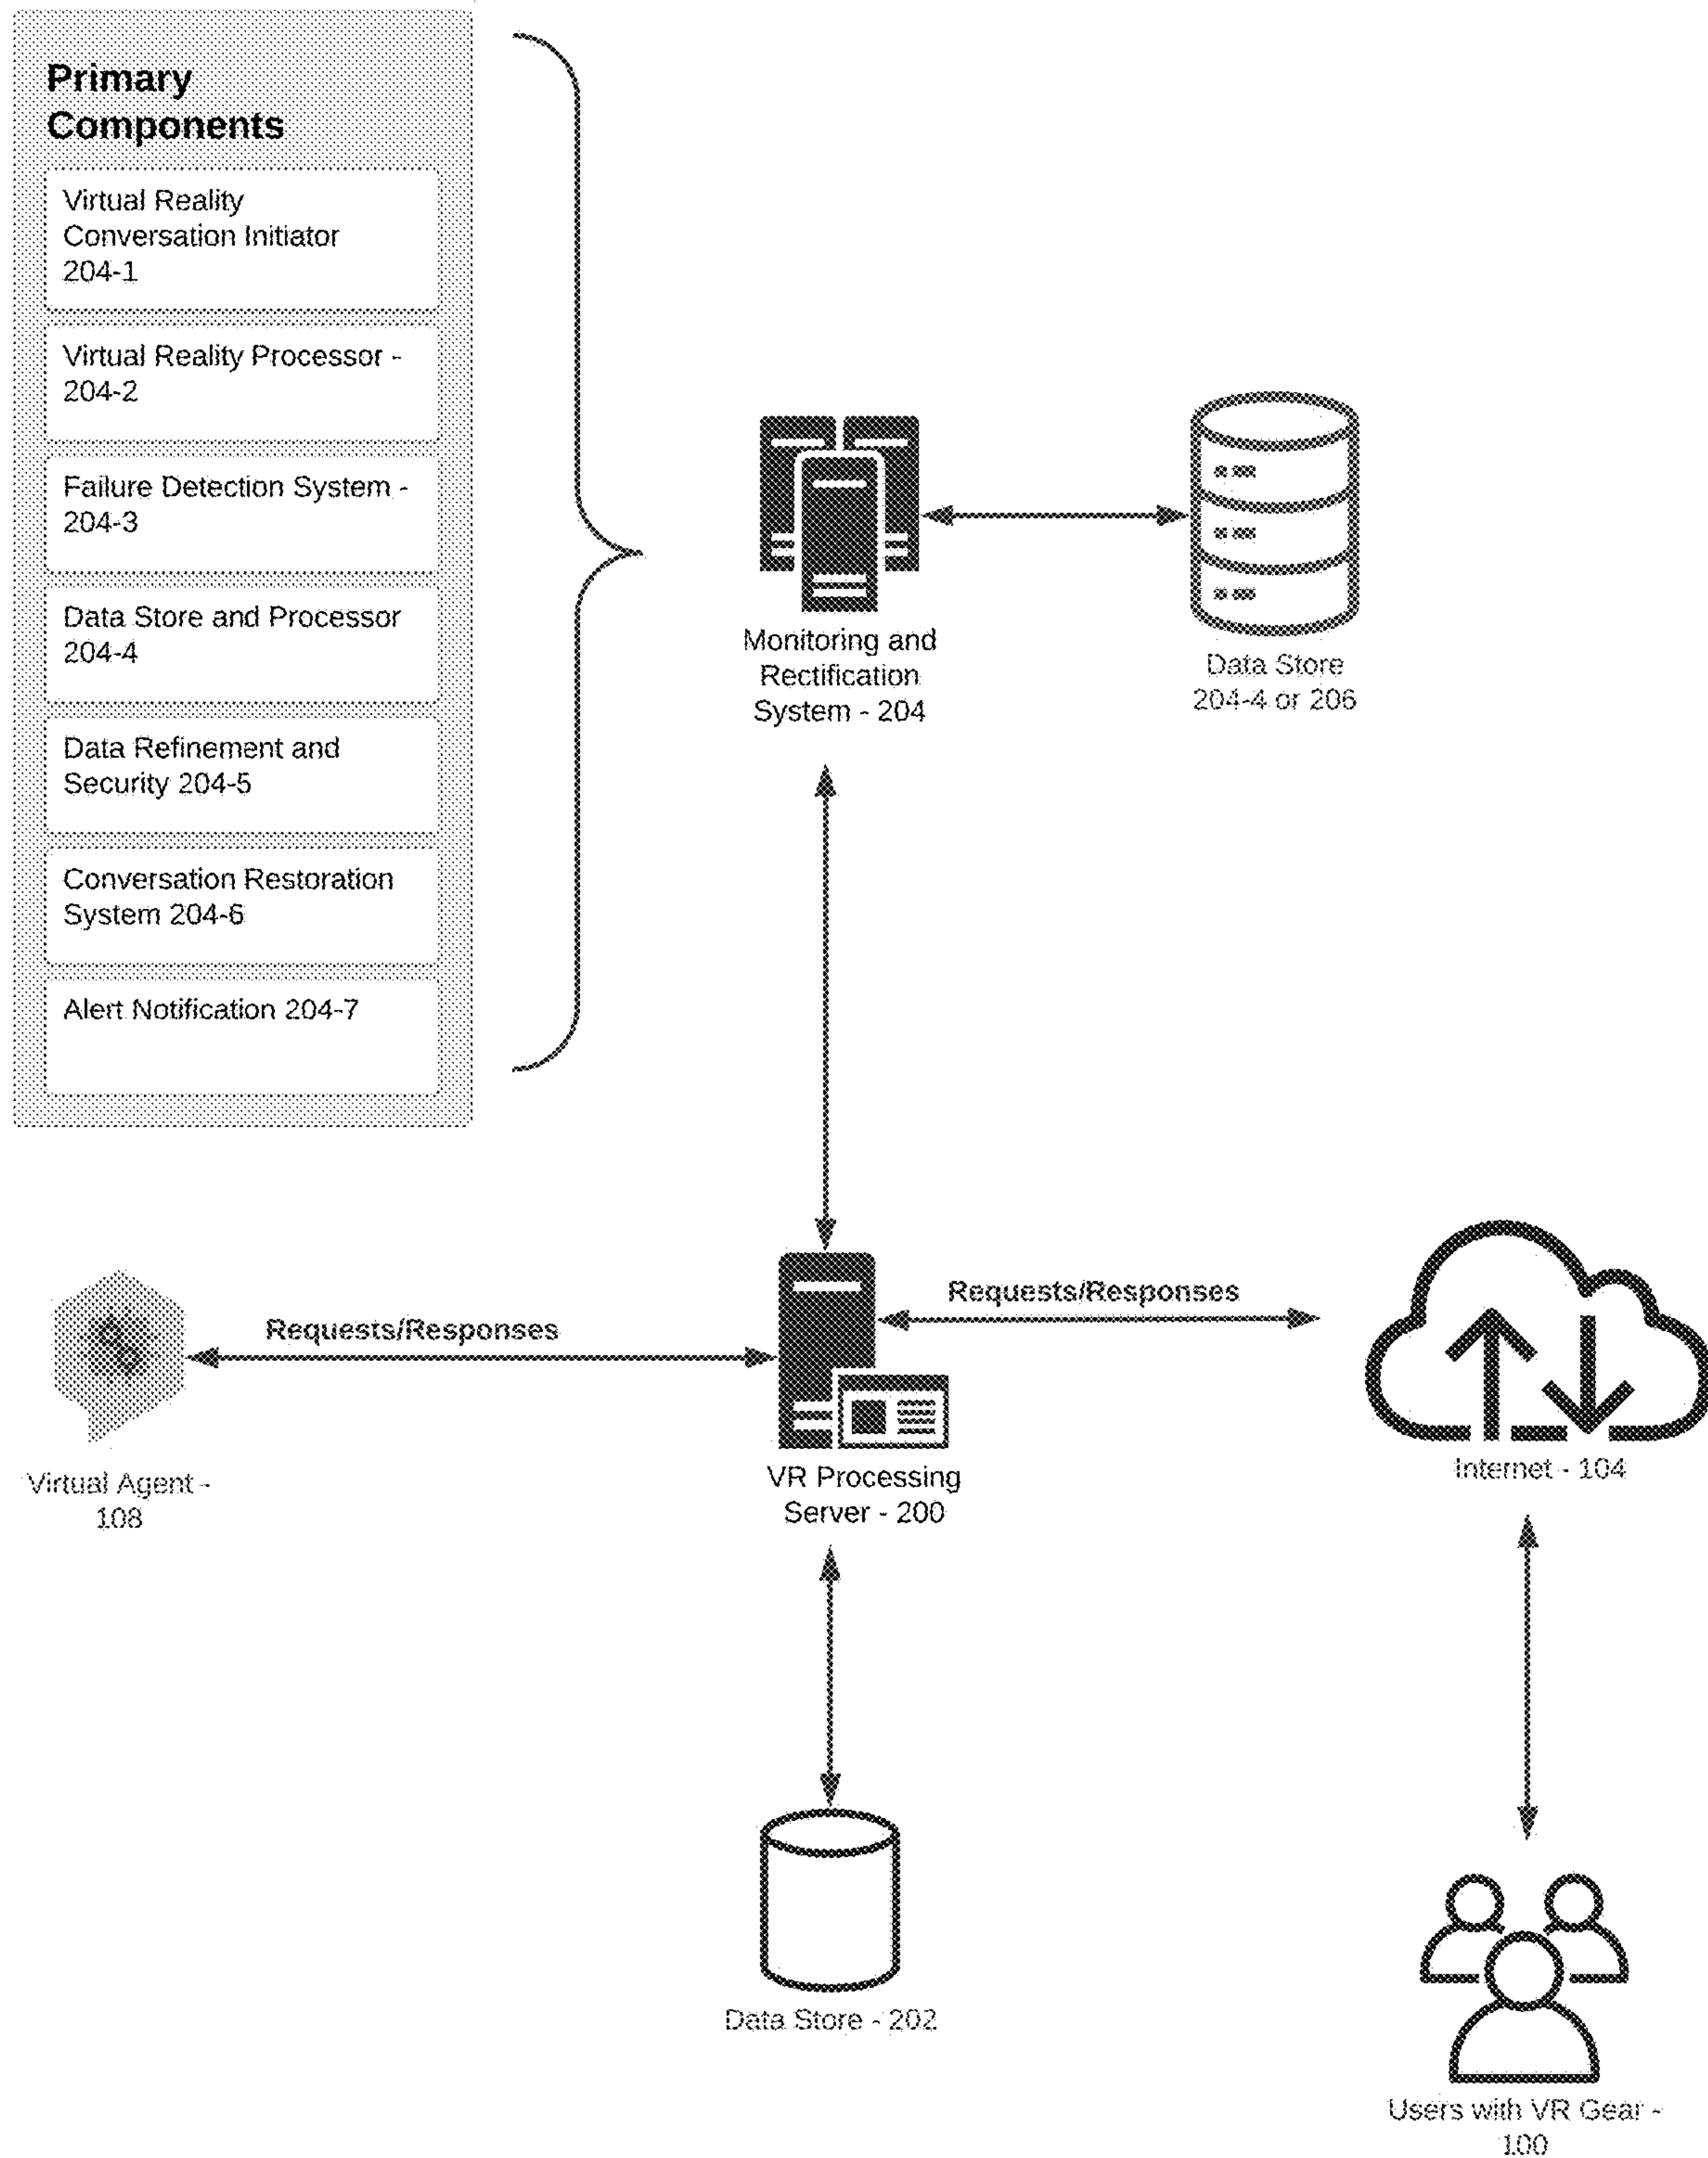 Primary
Components
Virtual Reality
Conversation Initiator
204-1
Virtual Reality Processor -
204-2
Failure Detection System -
204-3
Data Store and Processor
204-4
Data Refinement and
Security 204-5
Conversation Restoration
System 204-6
Alert Notification 204-7
Monitoring and
Rectification
System - 204
Data Store
204-4 or 206
Requests/Responses
Requests/Responses
Virtual Agent -
108
VR Processing
Server - 200
Internet - 104
Data Store - 202
Users with VR Gear -
100